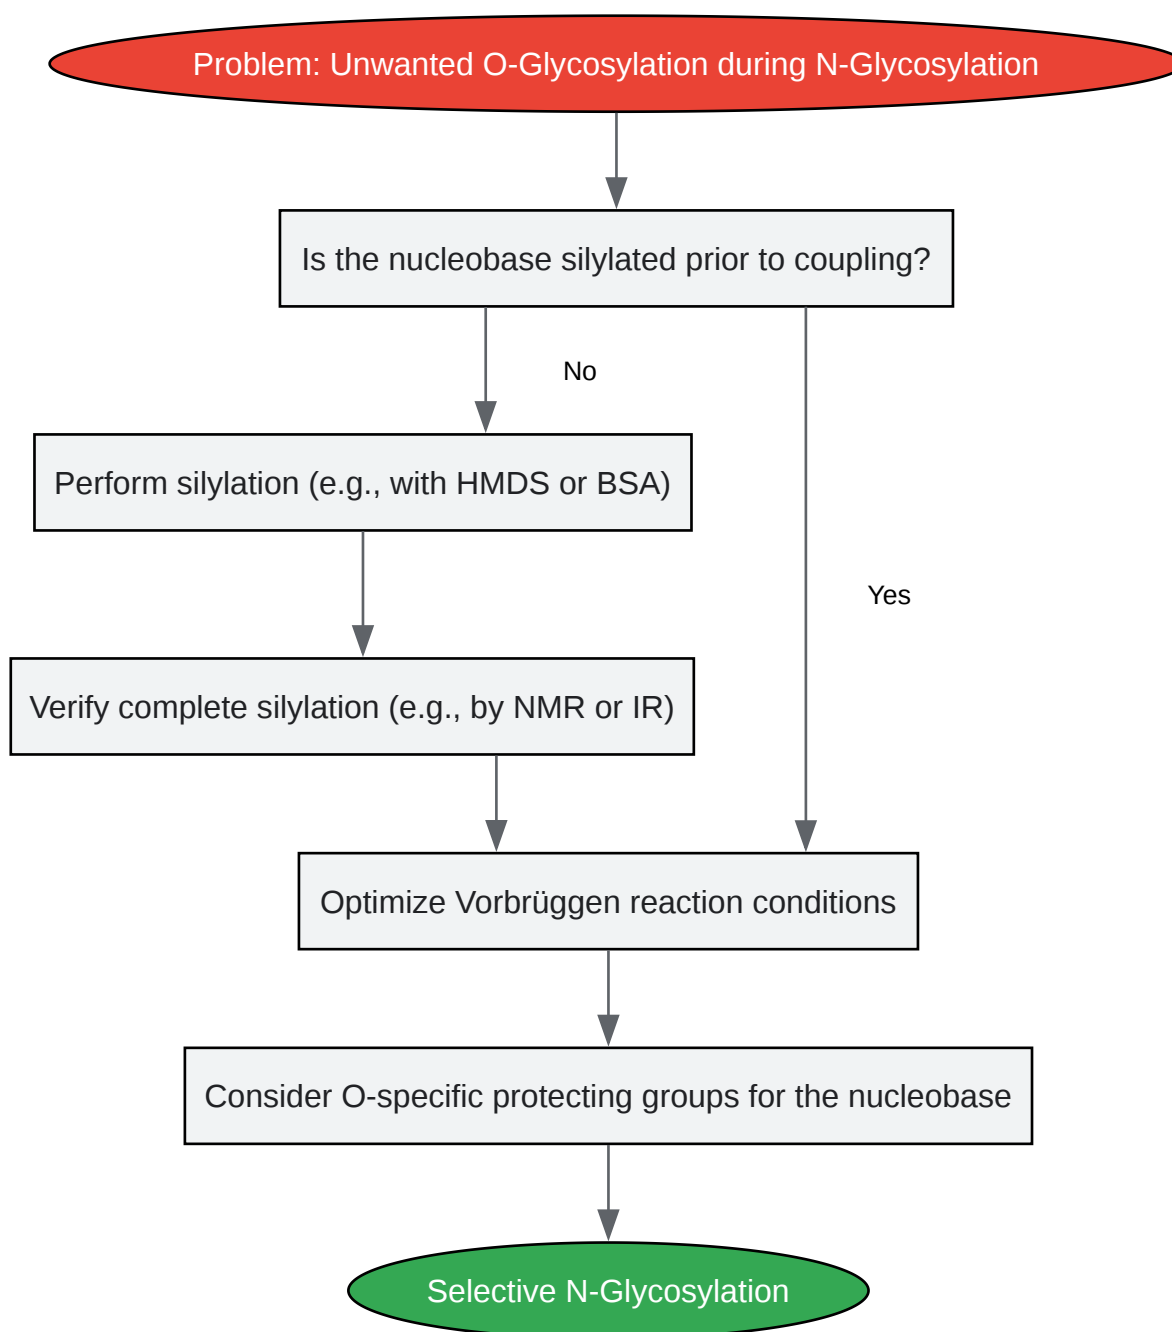 Problem: Unwanted O-Glycosylation during N-Glycosylation
Is the nucleobase silylated prior to coupling?
No
Perform silylation (e.g., with HMDS or BSA)
Yes
Verify complete silylation (e.g., by NMR or IR)
Optimize Vorbrüggen reaction conditions
Consider O-specific protecting groups for the nucleobase
Selective N-Glycosylation